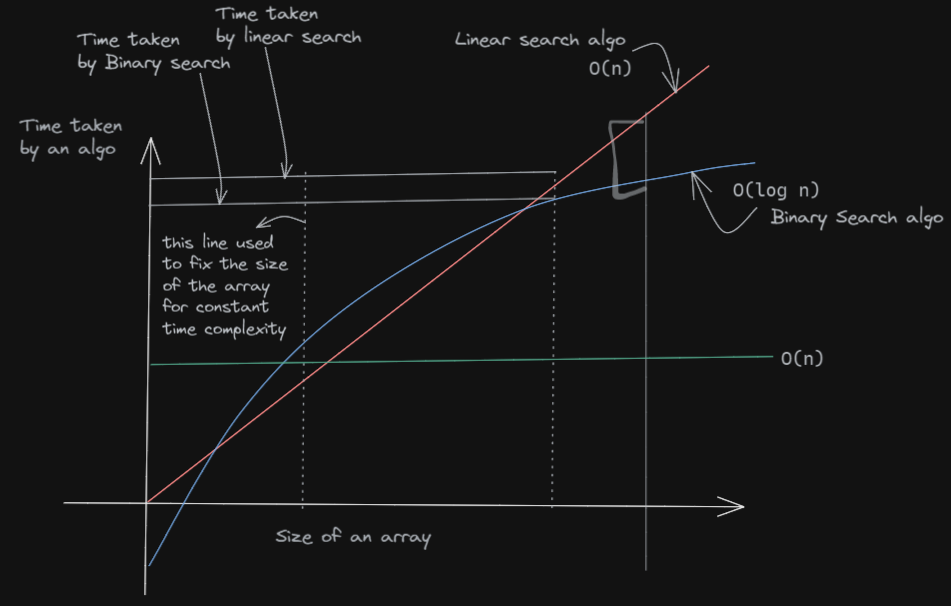 Time taken
by linear search
Time taken
by Binary search
Linear search algo
O(n)
Time taken
by an algo
O(log n)
Binary Search algo
this line used
to fix the size
of the array
for constant
time complexity
O(n)
Size of an array